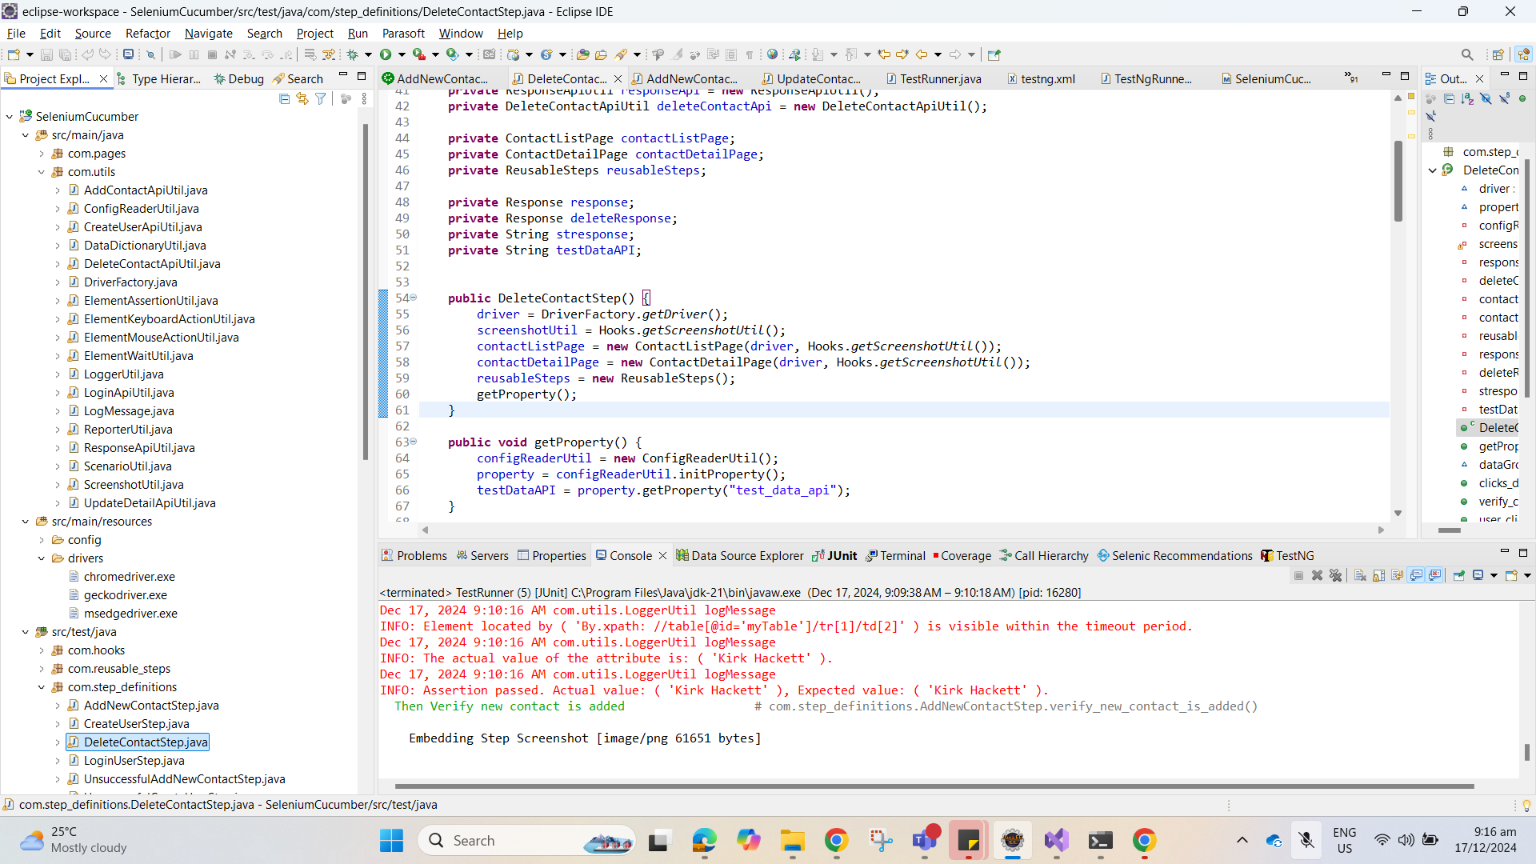 eclipse-workspace - SeleniumCucumber/src/test/java/com/step_definitions/DeleteContactStep.java - Eclipse IDE
File Edit Source Refactor Navigate Search Project Run Parasoft Window Help
Project Expl... Type Hierar... Debug Search
SeleniumCucumber
src/main/java
com.pages
com.utils
AddContactApiUtil.java
ConfigReaderUtil.java
CreateUserApiUtil.java
DataDictionaryUtil.java
DeleteContactApiUtil.java
DriverFactory.java
ElementAssertionUtil.java
ElementKeyboardActionUtil.java
ElementMouseActionUtil.java
ElementWaitUtil.java
LoggerUtil.java
LoginApiUtil.java
LogMessage.java
ReporterUtil.java
ResponseApiUtil.java
ScenarioUtil.java
ScreenshotUtil.java
UpdateDetailApiUtil.java
src/main/resources
config
drivers
chromedriver.exe
geckodriver.exe
msedgedriver.exe
src/test/java
com.hooks
com.reusable_steps
com.step_definitions
AddNewContactStep.java
CreateUserStep.java
DeleteContactStep.java
LoginUserStep.java
UnsuccessfulAddNewContactStep.java
AddNewContac... DeleteContac... AddNewContac... UpdateContac... TestRunner.java testng.xml TestNgRunne... SeleniumCuc... »91
41 private ResponseApiUtil responseApi = new ResponseApiUtil();
42 private DeleteContactApiUtil deleteContactApi = new DeleteContactApiUtil();
43
44 private ContactListPage contactListPage;
45 private ContactDetailPage contactDetailPage;
46 private ReusableSteps reusableSteps;
47
48 private Response response;
49 private Response deleteResponse;
50 private String stresponse;
51 private String testDataAPI;
52
53
54 public DeleteContactStep() {
55 driver = DriverFactory.getDriver();
56 screenshotUtil = Hooks.getScreenshotUtil();
57 contactListPage = new ContactListPage(driver, Hooks.getScreenshotUtil());
58 contactDetailPage = new ContactDetailPage(driver, Hooks.getScreenshotUtil());
59 reusableSteps = new ReusableSteps();
60 getProperty();
61 }
62
63 public void getProperty() {
64 configReaderUtil = new ConfigReaderUtil();
65 property = configReaderUtil.initProperty();
66 testDataAPI = property.getProperty("test_data_api");
67 }
68
Out...
com.step_c
DeleteCon
driver :
propert
configR
screens
respon
deleteC
contact
contact
reusabl
respon
deleteR
strespo
testDat
DeleteC
getProp
dataGro
clicks_d
verify_c
user_cli
Problems Servers Properties Console Data Source Explorer JUnit Terminal Coverage Call Hierarchy Selenic Recommendations TestNG
<terminated> TestRunner (5) [JUnit] C:\Program Files\Java\jdk-21\bin\javaw.exe (Dec 17, 2024, 9:09:38 AM – 9:10:18 AM) [pid: 16280]
Dec 17, 2024 9:10:16 AM com.utils.LoggerUtil logMessage
INFO: Element located by ( 'By.xpath: //table[@id='myTable']/tr[1]/td[2]' ) is visible within the timeout period.
Dec 17, 2024 9:10:16 AM com.utils.LoggerUtil logMessage
INFO: The actual value of the attribute is: ( 'Kirk Hackett' ).
Dec 17, 2024 9:10:16 AM com.utils.LoggerUtil logMessage
INFO: Assertion passed. Actual value: ( 'Kirk Hackett' ), Expected value: ( 'Kirk Hackett' ).
Then Verify new contact is added # com.step_definitions.AddNewContactStep.verify_new_contact_is_added()
Embedding Step Screenshot [image/png 61651 bytes]
com.step_definitions.DeleteContactStep.java - SeleniumCucumber/src/test/java
25°C
Mostly cloudy
Search
ENG
US
9:16 am
17/12/2024